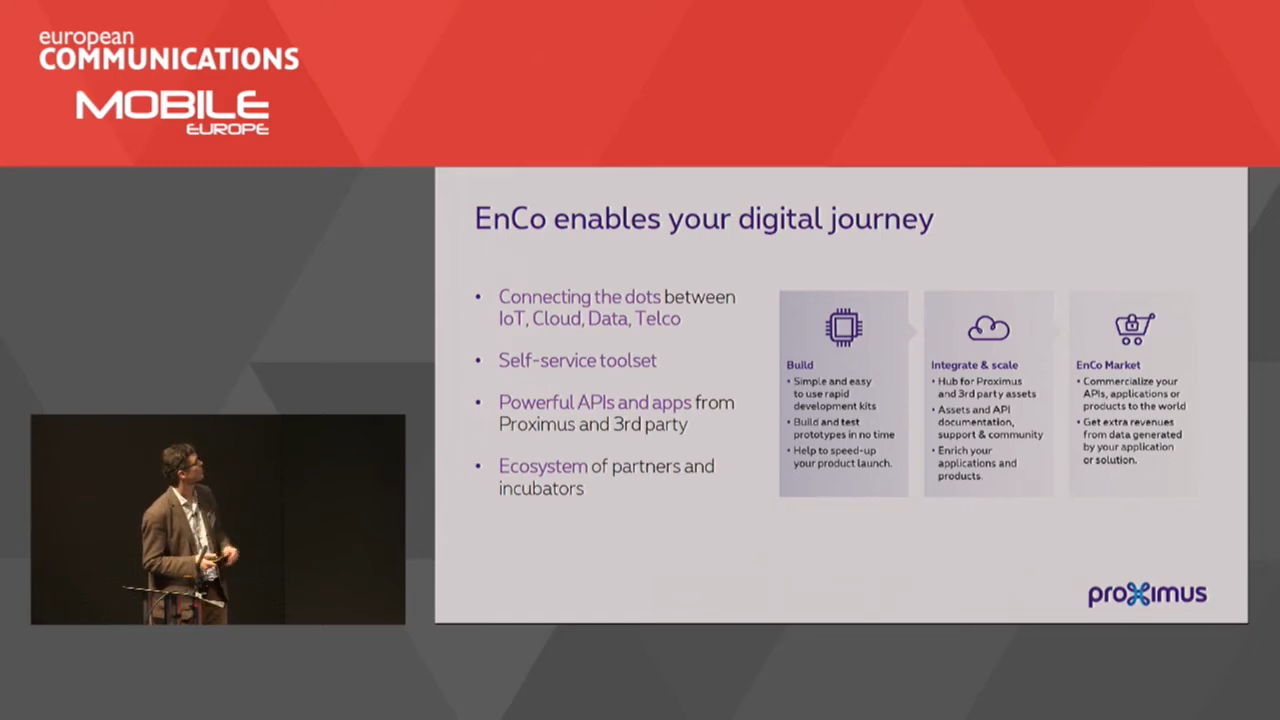 european
COMMUNICATIONS
MOBILE
EUROPE
EnCo enables your digital journey
• Connecting the dots between
IoT, Cloud, Data, Telco
• Self-service toolset
• Powerful APIs and apps from
Proximus and 3rd party
• Ecosystem of partners and
incubators
Build
• Simple and easy
to use rapid
development kits
• Build and test
prototypes in no time
• Help to speed-up
your product launch.
Integrate & scale
• Hub for Proximus
and 3rd party assets
• Assets and API
documentation,
support & community
• Enrich your
applications and
products.
EnCo Market
• Commercialize your
APIs, applications or
products to the world
• Get extra revenues
from data generated
by your application
or solution.
proximus